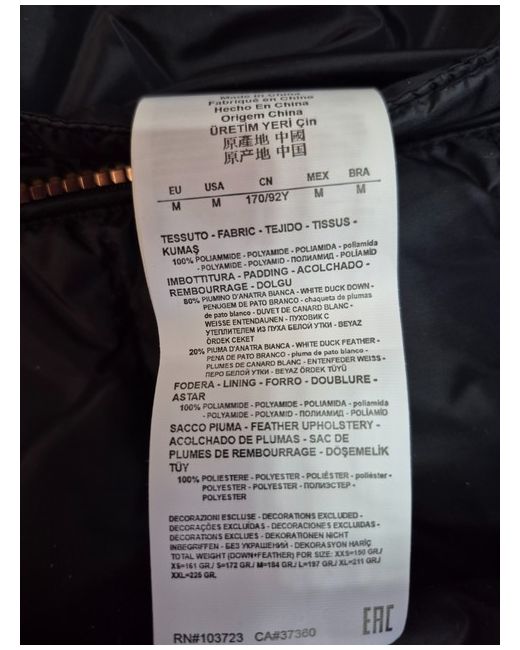 Made in China
Fabriqué en China
Hecho En China
Origem China
ÜRETİM YERİ Çin
原產地 中國
原产地 中国
EU USA CN MEX BRA
M M 170/92Y M M
TESSUTO - FABRIC - TEJIDO - TISSUS -
KUMAŞ
100% POLIAMMIDE - POLYAMIDE - POLIAMIDA - poliamida
- POLYAMIDE - POLYAMID - ПОЛИАМИД - POLİAMİD
IMBOTTITURA - PADDING - ACOLCHADO -
REMBOURRAGE - DOLGU
80% PIUMINO D'ANATRA BIANCA - WHITE DUCK DOWN -
PENUGEM DE PATO BRANCO - chaqueta de plumas
de pato blanco - DUVET DE CANARD BLANC -
WEISSE ENTENDAUNEN - ПУХОВИК С
УТЕПЛИТЕЛЕМ ИЗ ПУХА БЕЛОЙ УТКИ - BEYAZ
ÖRDEK CEKET
20% PIUMA D'ANATRA BIANCA - WHITE DUCK FEATHER -
PENA DE PATO BRANCO - pluma de pato blanco -
PLUMES DE CANARD BLANC - ENTENFEDER WEISS -
ПЕРО БЕЛОЙ УТКИ - BEYAZ ÖRDEK TÜYÜ
FODERA - LINING - FORRO - DOUBLURE -
ASTAR
100% POLIAMMIDE - POLYAMIDE - POLIAMIDA - poliamida
- POLYAMIDE - POLYAMID - ПОЛИАМИД - POLİAMİD
SACCO PIUMA - FEATHER UPHOLSTERY -
ACOLCHADO DE PLUMAS - SAC DE
PLUMES DE REMBOURRAGE - DÖŞEMELİK
TÜY
100% POLIESTERE - POLYESTER - POLIÉSTER - poliéster -
POLYESTER - POLYESTER - ПОЛИЭСТЕР -
POLYESTER
DECORAZIONI ESCLUSE - DECORATIONS EXCLUDED -
DECORAÇÕES EXCLUÍDAS - DECORACIONES EXCLUIDAS -
DÉCORATIONS EXCLUES - DEKORATIONEN NICHT
INBEGRIFFEN - БЕЗ УКРАШЕНИЙ - DEKORASYON HARİÇ
TOTAL WEIGHT (DOWN+FEATHER) FOR SIZE: XXS=150 GR./
XS=161 GR./ S=172 GR./ M=184 GR./ L=197 GR./ XL=211 GR./
XXL=225 GR.
RN#103723 CA#37360 EAC